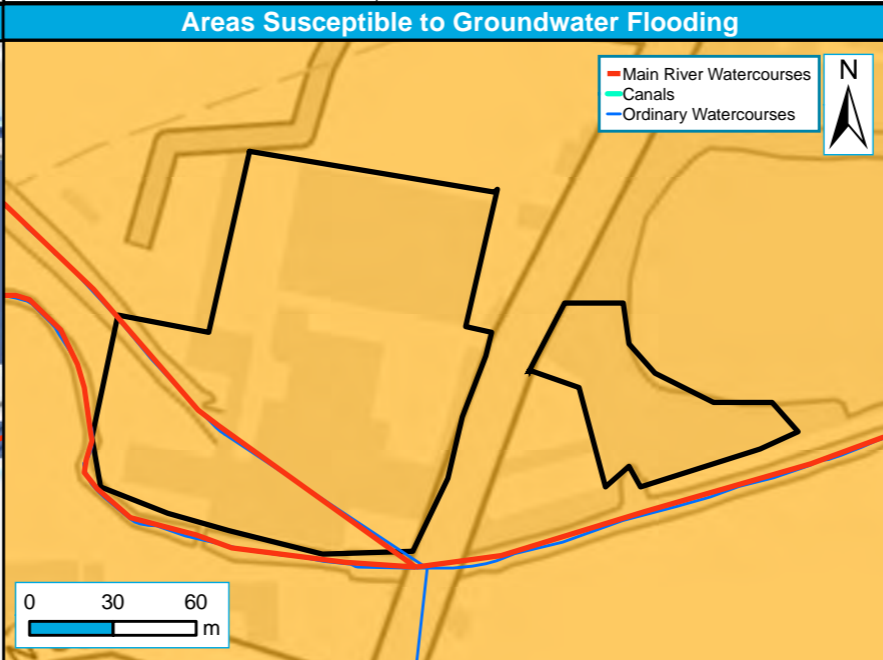 Areas Susceptible to Groundwater Flooding
Main River Watercourses
Canals
Ordinary Watercourses
N
0 30 60
m